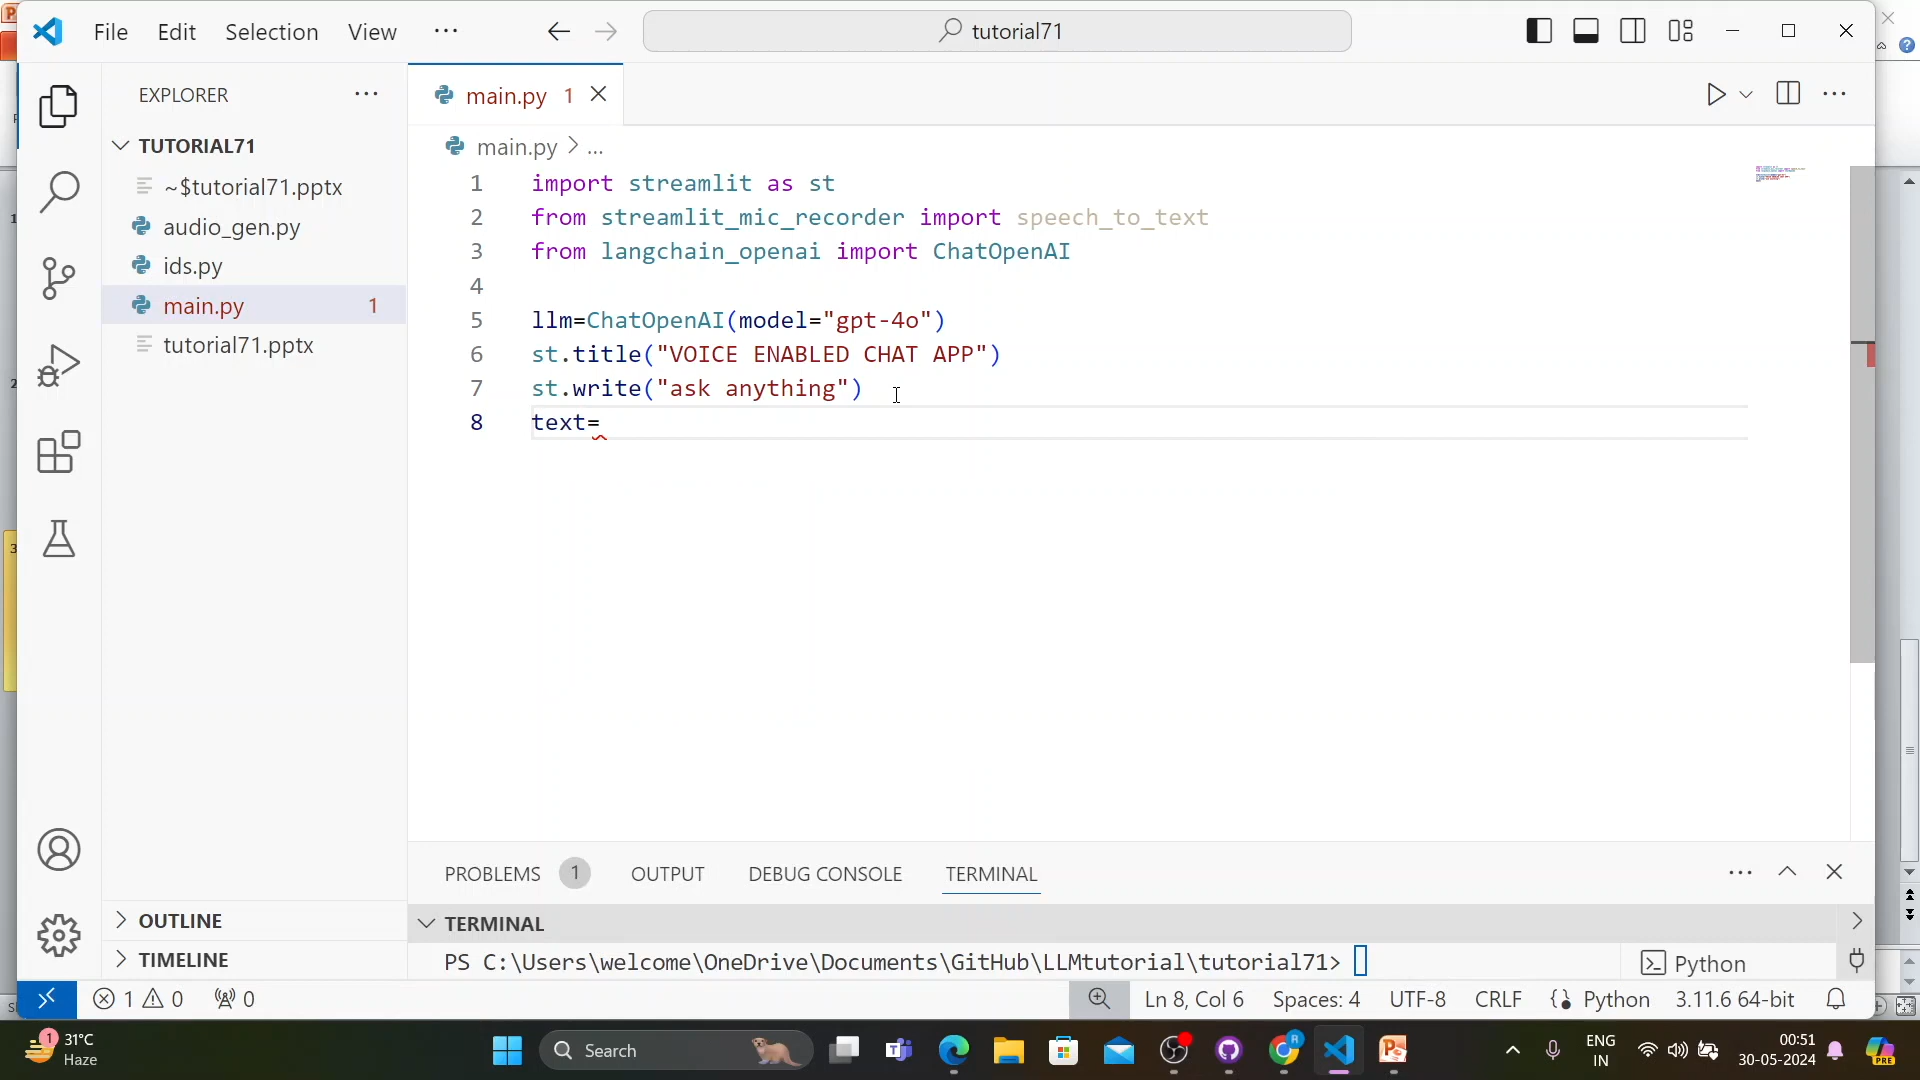 File Edit Selection View ··· tutorial71
EXPLORER ···
TUTORIAL71
~$tutorial71.pptx
audio_gen.py
ids.py
main.py 1
tutorial71.pptx
OUTLINE
TIMELINE
main.py 1
main.py > ...
1 import streamlit as st
2 from streamlit_mic_recorder import speech_to_text
3 from langchain_openai import ChatOpenAI
4
5 llm=ChatOpenAI(model="gpt-4o")
6 st.title("VOICE ENABLED CHAT APP")
7 st.write("ask anything")
8 text=
PROBLEMS 1 OUTPUT DEBUG CONSOLE TERMINAL
TERMINAL
PS C:\Users\welcome\OneDrive\Documents\GitHub\LLMtutorial\tutorial71>
Python
1 0 0 Ln 8, Col 6 Spaces: 4 UTF-8 CRLF Python 3.11.6 64-bit
1 31°C
Haze
Search
ENG
IN
00:51
30-05-2024
PRE